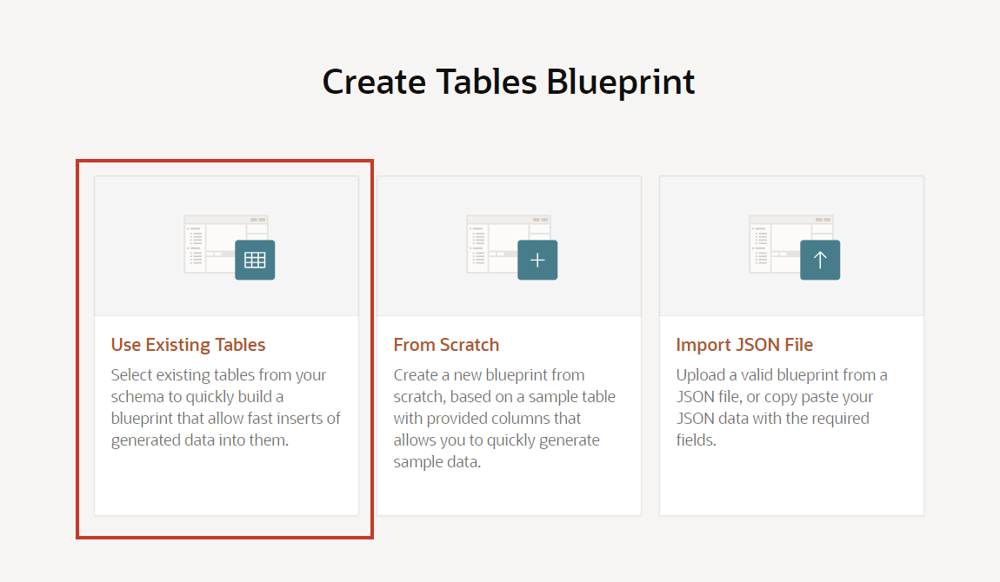 Create Tables Blueprint
Use Existing Tables
Select existing tables from your
schema to quickly build a
blueprint that allow fast inserts of
generated data into them.
From Scratch
Create a new blueprint from
scratch, based on a sample table
with provided columns that
allows you to quickly generate
sample data.
Import JSON File
Upload a valid blueprint from a
JSON file, or copy paste your
JSON data with the required
fields.